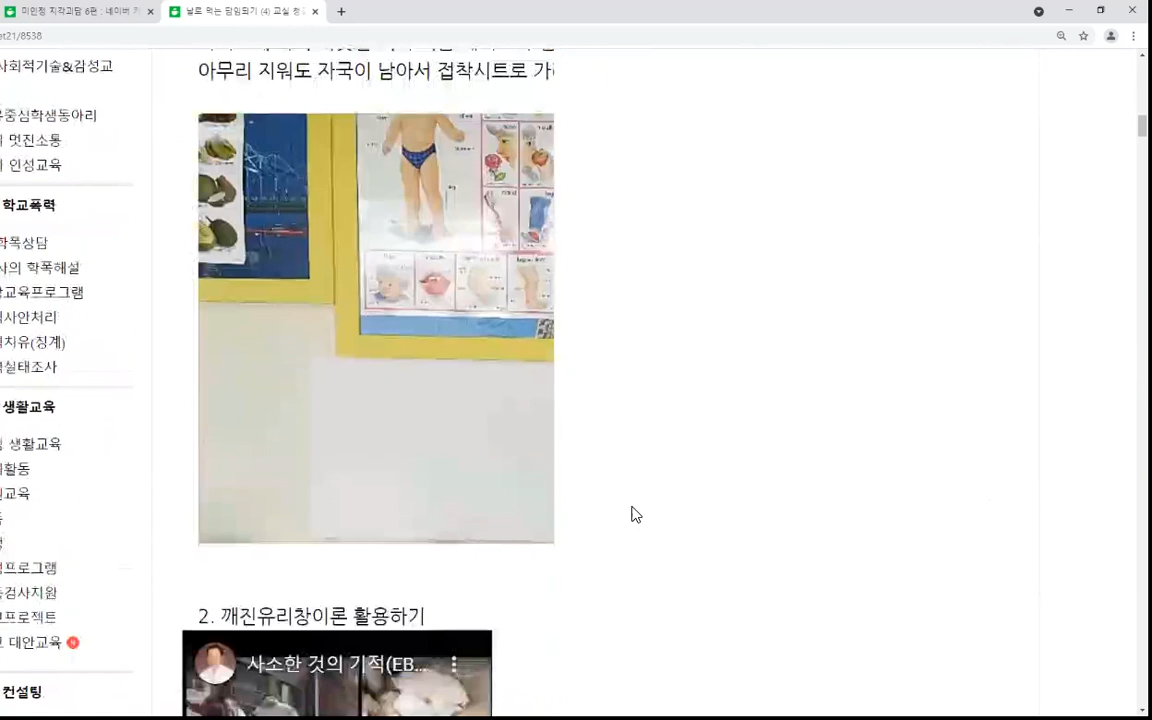 미인정 지각괴담 6편 : 네이버 카
날로 먹는 담임되기 (4) 교실 청
et21/8538
사회적기술&감성교
중심학생동아리
멋진소통
인성교육
학교폭력
학폭상담
사의 학폭해설
교육프로그램
사안처리
치유(징계)
실태조사
생활교육
생활교육
활동
교육
프로그램
검사지원
프로젝트
대안교육 N
컨설팅
아무리 지워도 자국이 남아서 접착시트로 가
2. 깨진유리창이론 활용하기
사소한 것의 기적(EB...